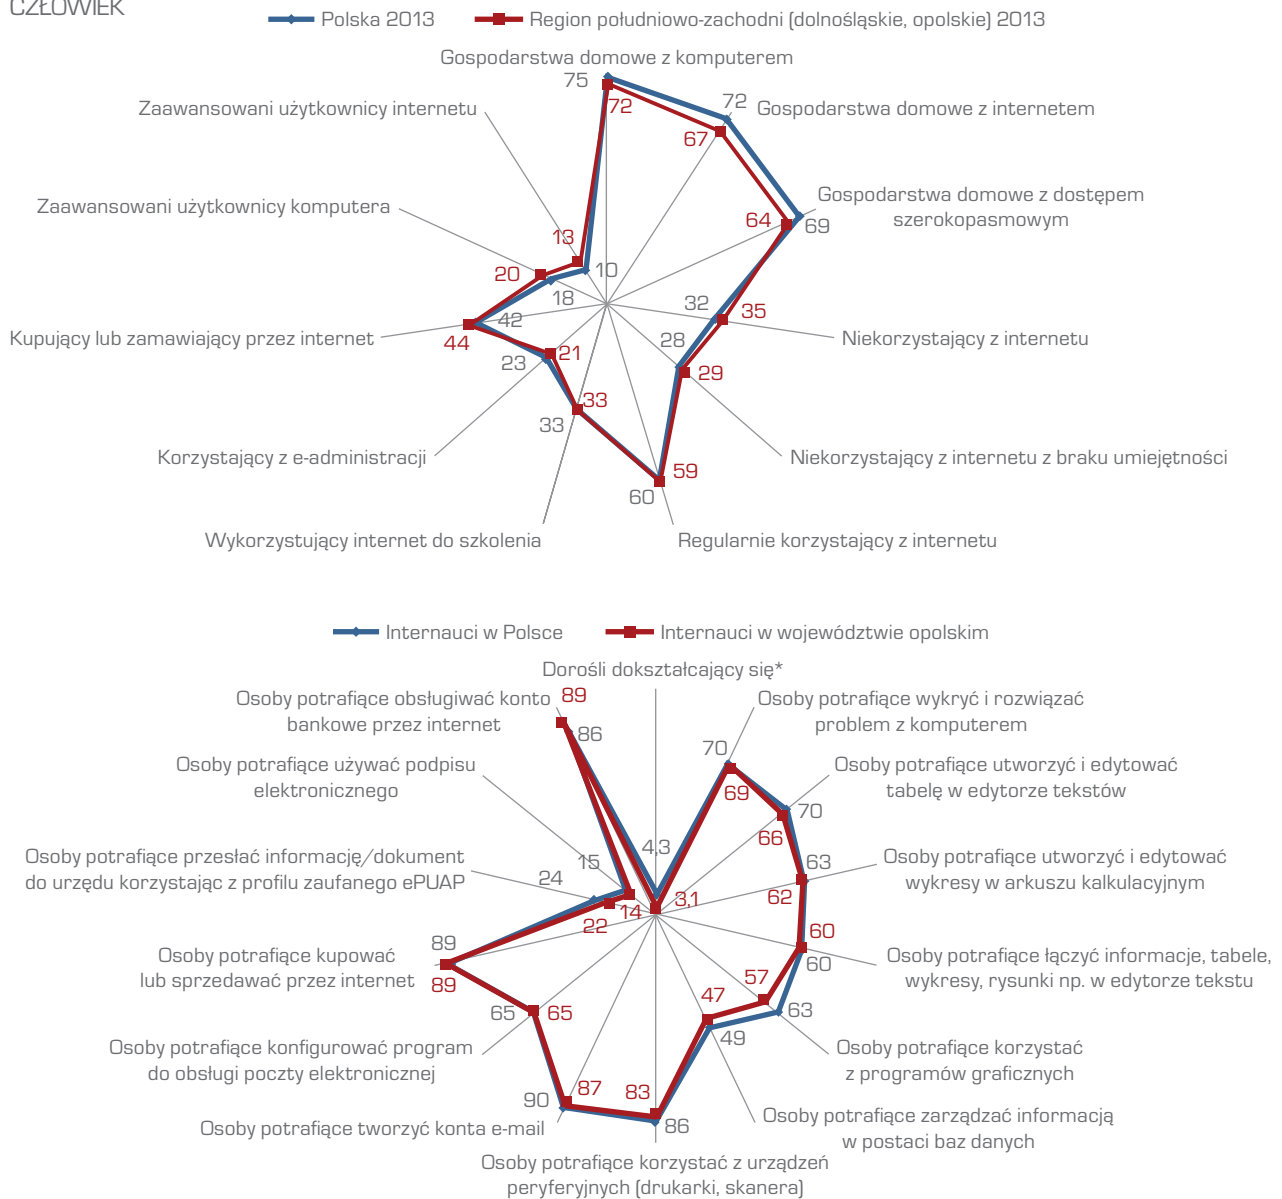 CZŁOWIEK
Polska 2013
Region południowo-zachodni (dolnośląskie, opolskie) 2013
Gospodarstwa domowe z komputerem
75
72
Zaawansowani użytkownicy internetu
72
Gospodarstwa domowe z internetem
67
Zaawansowani użytkownicy komputera
Gospodarstwa domowe z dostępem
szerokopasmowym
64
69
13
10
20
18
32
35
Kupujący lub zamawiający przez internet
42
44
Niekorzystający z internetu
28
29
23
21
33
33
Korzystający z e-administracji
Niekorzystający z internetu z braku umiejętności
59
60
Wykorzystujący internet do szkolenia
Regularnie korzystający z internetu
Internauci w Polsce
Internauci w województwie opolskim
Dorośli dokształcający się*
Osoby potrafiące obsługiwać konto
bankowe przez internet
89
86
Osoby potrafiące wykryć i rozwiązać
problem z komputerem
70
69
Osoby potrafiące używać podpisu
elektronicznego
Osoby potrafiące utworzyć i edytować
tabelę w edytorze tekstów
70
66
Osoby potrafiące przesłać informację/dokument
do urzędu korzystając z profilu zaufanego ePUAP
15
24
14
22
4,3
3,1
63
62
Osoby potrafiące utworzyć i edytować
wykresy w arkuszu kalkulacyjnym
Osoby potrafiące kupować
lub sprzedawać przez internet
89
89
60
60
Osoby potrafiące łączyć informacje, tabele,
wykresy, rysunki np. w edytorze tekstu
65
65
57
63
47
49
Osoby potrafiące konfigurować program
do obsługi poczty elektronicznej
Osoby potrafiące korzystać
z programów graficznych
90
87
83
86
Osoby potrafiące tworzyć konta e-mail
Osoby potrafiące zarządzać informacją
w postaci baz danych
Osoby potrafiące korzystać z urządzeń
peryferyjnych (drukarki, skanera)